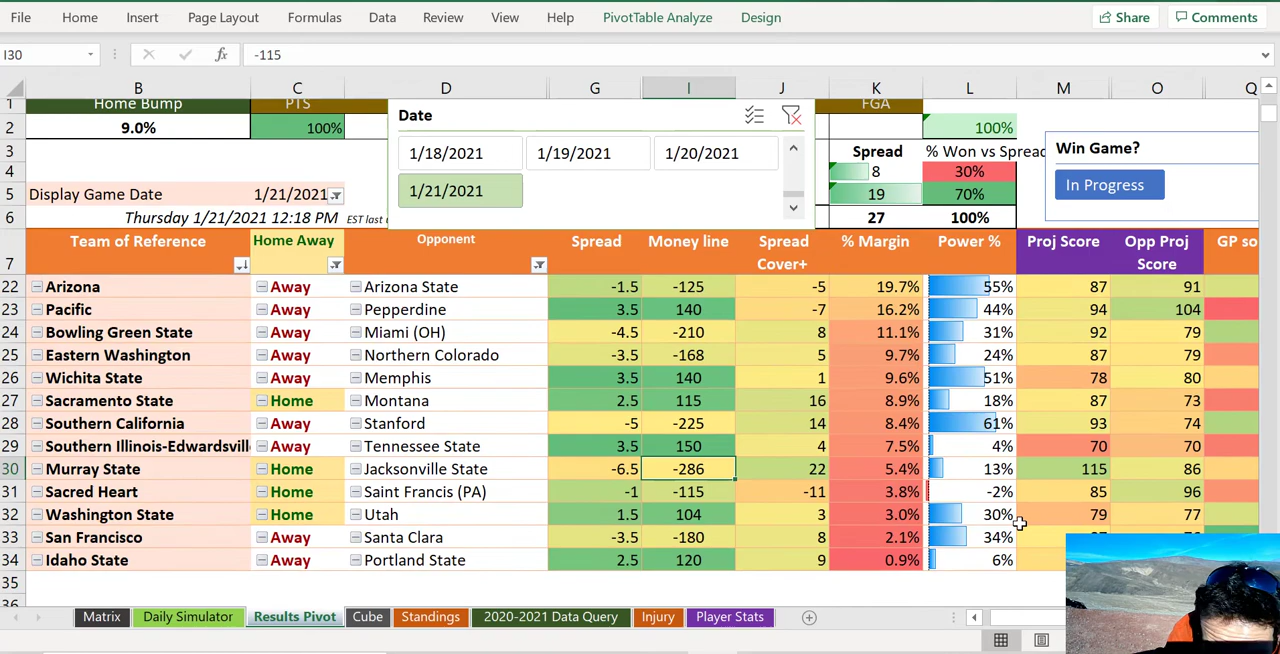 File Home Insert Page Layout Formulas Data Review View Help PivotTable Analyze Design Share Comments
I30 fx -115
B C D G I J K L M O Q
1 Home Bump PTS FGA
2 9.0% 100% 100%
Date
1/18/2021 1/19/2021 1/20/2021
1/21/2021
3 Spread % Won vs Spread
4 8 30%
5 Display Game Date 1/21/2021 19 70%
6 Thursday 1/21/2021 12:18 PM EST last 27 100%
Win Game?
In Progress
7 Team of Reference Home Away Opponent Spread Money line Spread Cover+ % Margin Power % Proj Score Opp Proj Score GP so
22 Arizona Away Arizona State -1.5 -125 -5 19.7% 55% 87 91
23 Pacific Away Pepperdine 3.5 140 -7 16.2% 44% 94 104
24 Bowling Green State Away Miami (OH) -4.5 -210 8 11.1% 31% 92 79
25 Eastern Washington Away Northern Colorado -3.5 -168 5 9.7% 24% 87 79
26 Wichita State Away Memphis 3.5 140 1 9.6% 51% 78 80
27 Sacramento State Home Montana 2.5 115 16 8.9% 18% 87 73
28 Southern California Away Stanford -5 -225 14 8.4% 61% 93 74
29 Southern Illinois-Edwardsvill Away Tennessee State 3.5 150 4 7.5% 4% 70 70
30 Murray State Home Jacksonville State -6.5 -286 22 5.4% 13% 115 86
31 Sacred Heart Home Saint Francis (PA) -1 -115 -11 3.8% -2% 85 96
32 Washington State Home Utah 1.5 104 3 3.0% 30% 79 77
33 San Francisco Away Santa Clara -3.5 -180 8 2.1% 34%
34 Idaho State Away Portland State 2.5 120 9 0.9% 6%
35
36
Matrix Daily Simulator Results Pivot Cube Standings 2020-2021 Data Query Injury Player Stats